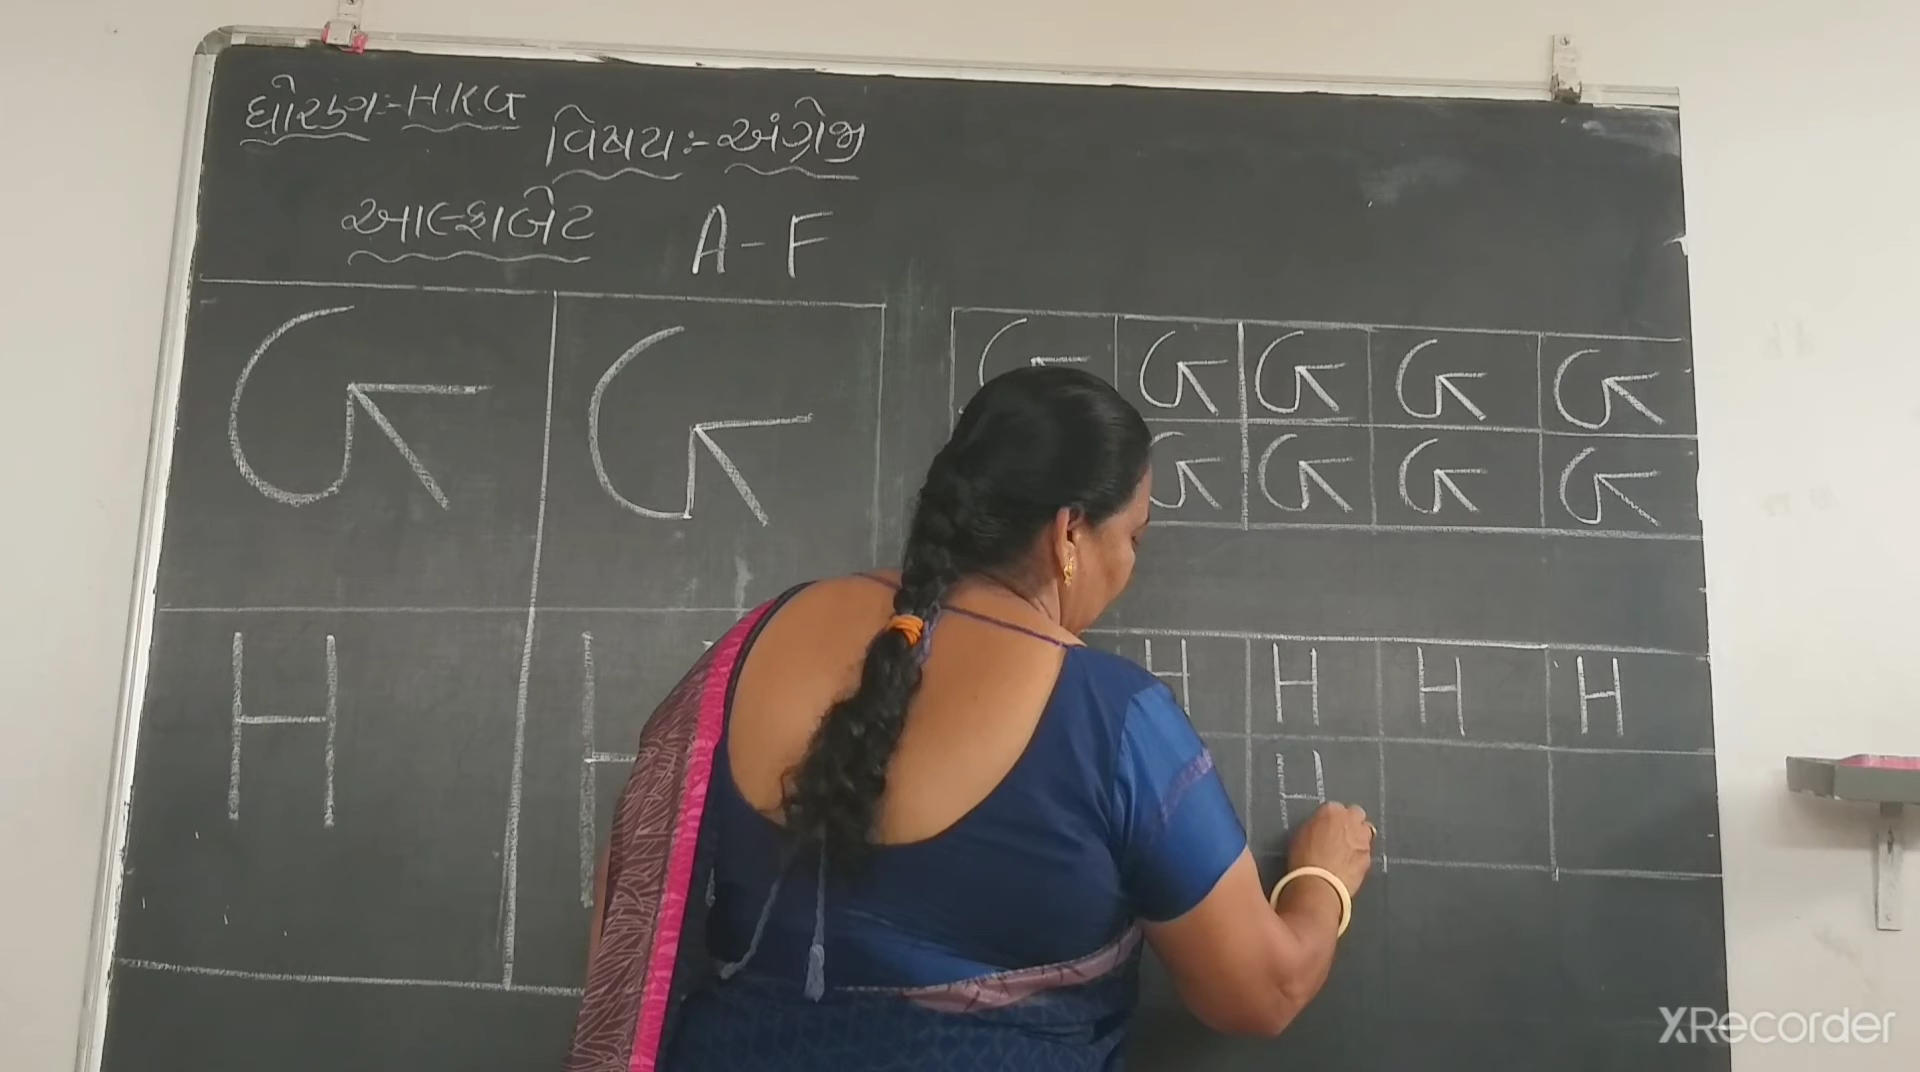 ધોરણ:- H.K.G
વિષય:- અંગ્રેજી
આલ્ફાબેટ A-F
G G
G G G G G
G G G G
H H
H H H H
H
XRecorder